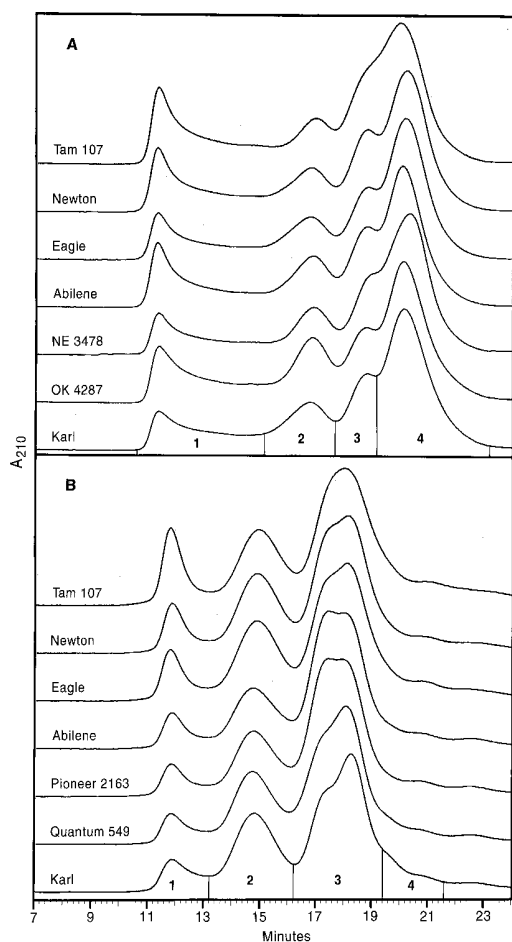 A
Tam 107
Newton
Eagle
Abilene
NE 3478
OK 4287
Karl
1 2 3 4
A210
B
Tam 107
Newton
Eagle
Abilene
Pioneer 2163
Quantum 549
Karl
1 2 3 4
7 9 11 13 15 17 19 21 23
Minutes